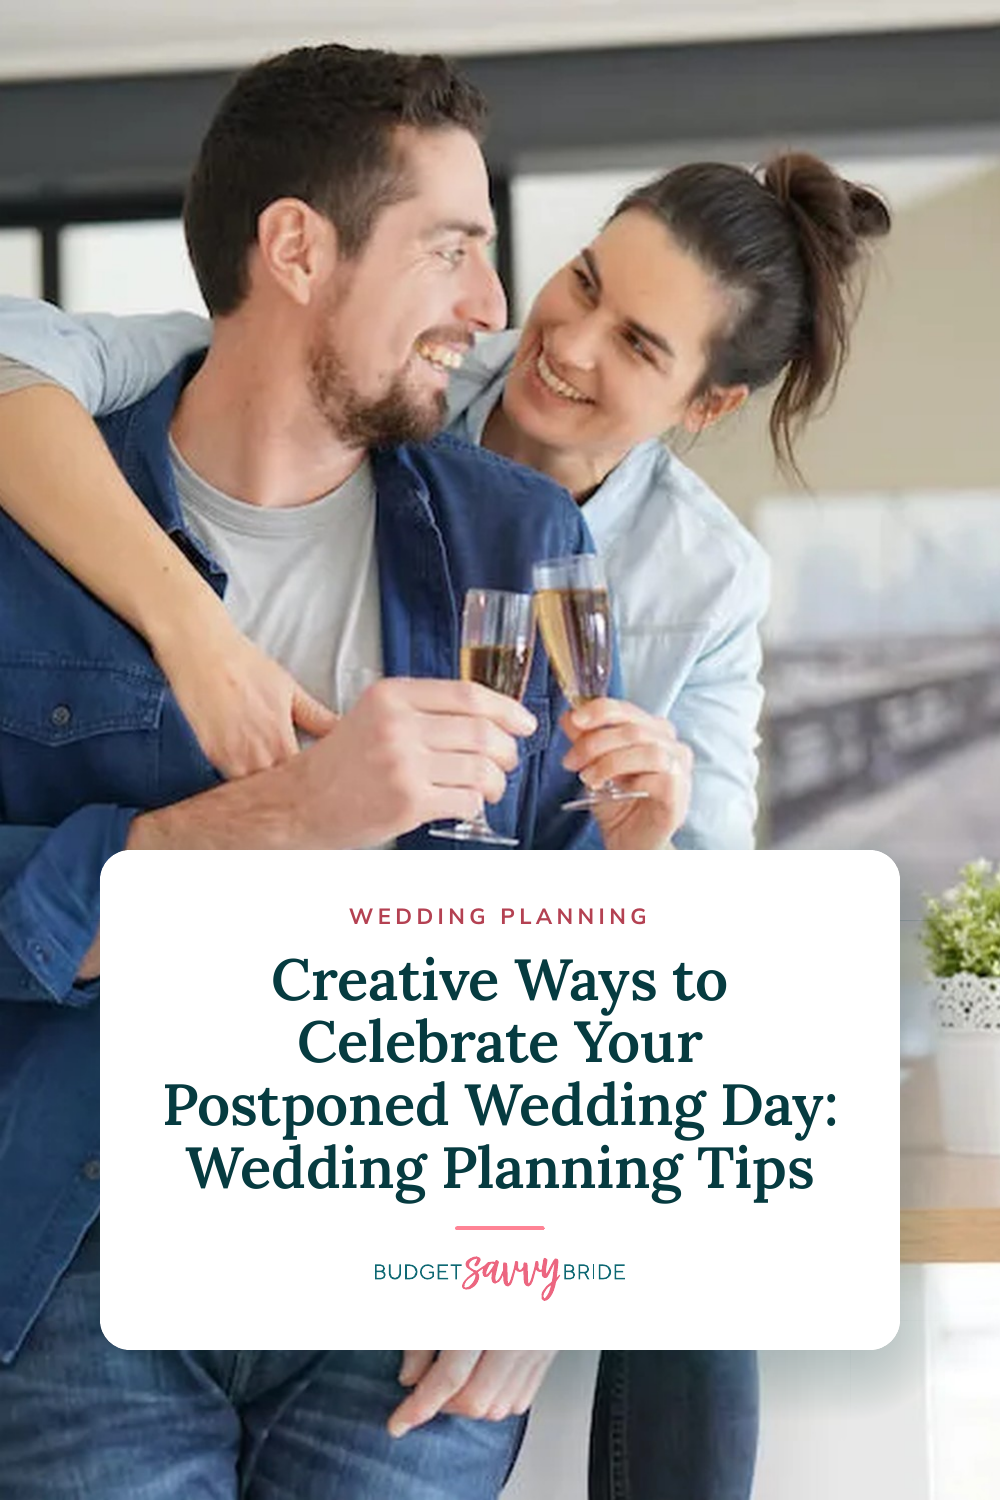 WEDDING PLANNING
Creative Ways to
Celebrate Your
Postponed Wedding Day:
Wedding Planning Tips
BUDGET savvy BRIDE